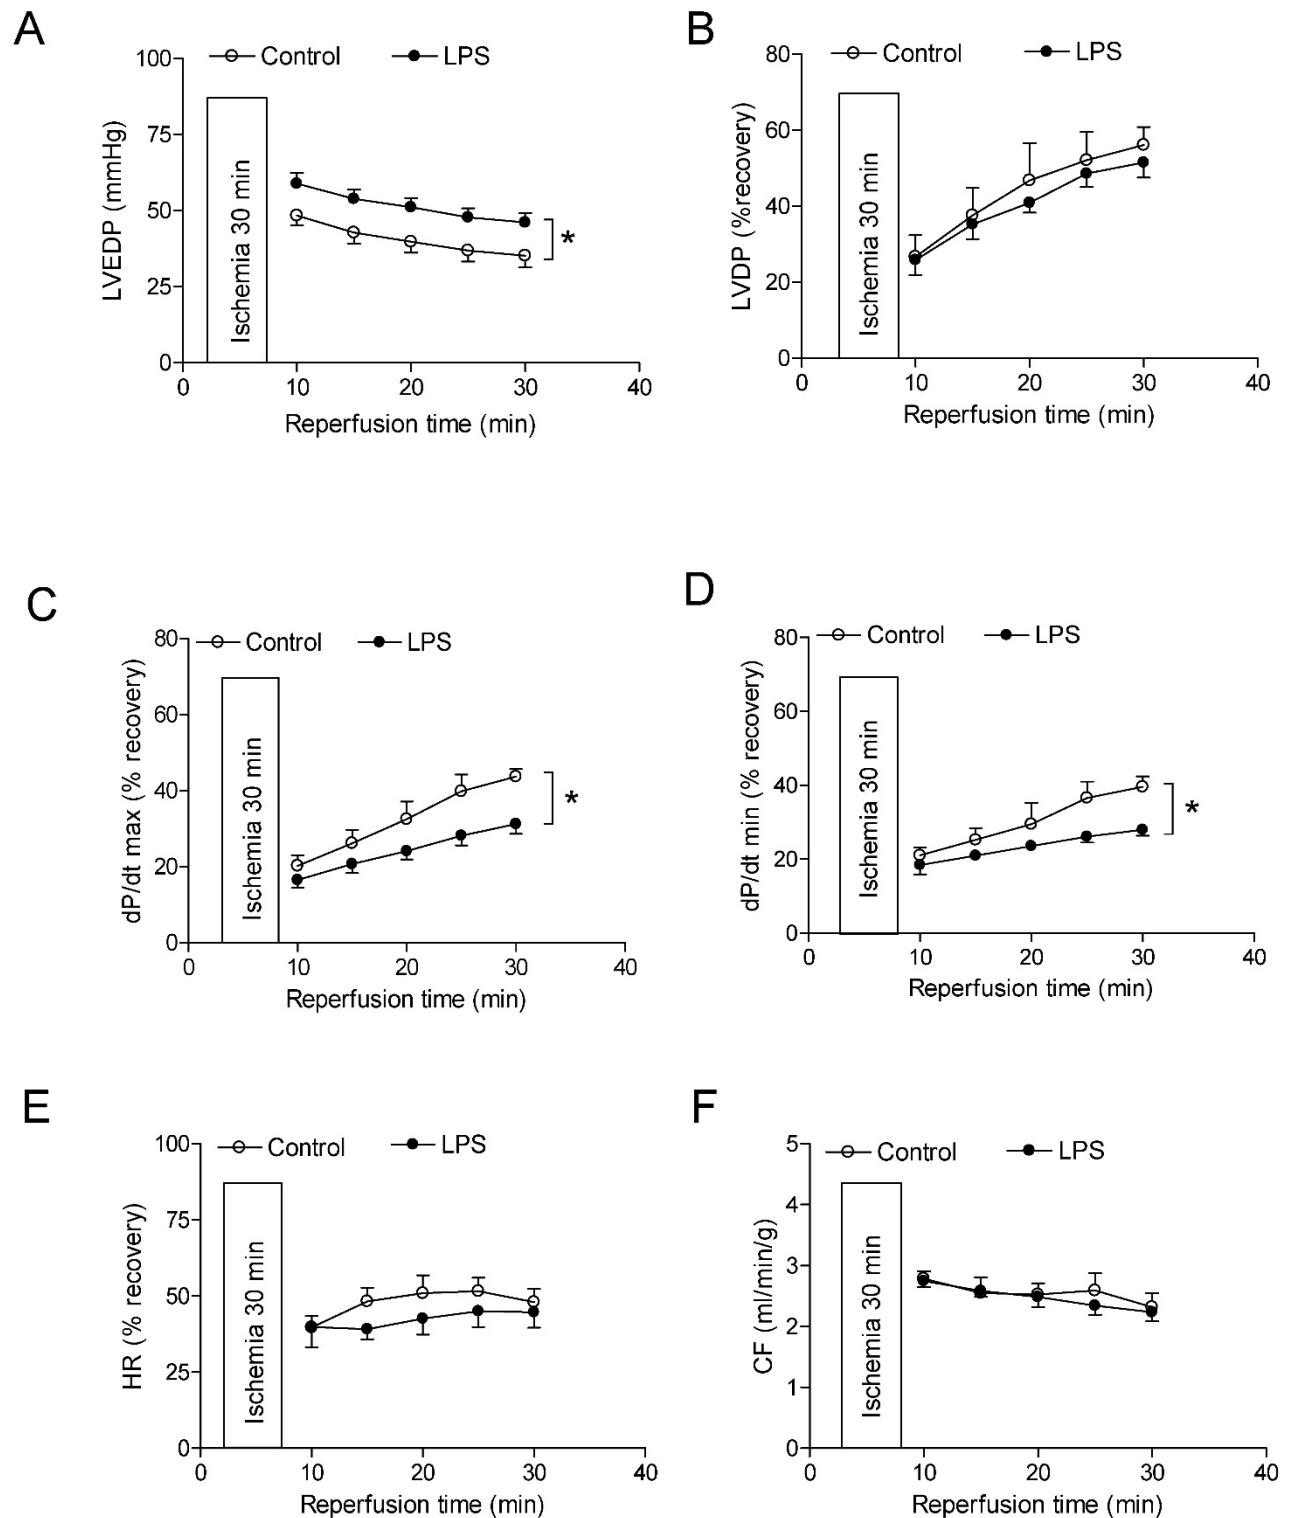 A
Control LPS
100
75
50
25
0
LVEDP (mmHg)
Ischemia 30 min
*
0 10 20 30 40
Reperfusion time (min)
B
Control LPS
80
60
40
20
0
LVDP (%recovery)
Ischemia 30 min
0 10 20 30 40
Reperfusion time (min)
C
Control LPS
80
60
40
20
0
dP/dt max (% recovery)
Ischemia 30 min
*
0 10 20 30 40
Reperfusion time (min)
D
Control LPS
80
60
40
20
0
dP/dt min (% recovery)
Ischemia 30 min
*
0 10 20 30 40
Reperfusion time (min)
E
Control LPS
100
75
50
25
0
HR (% recovery)
Ischemia 30 min
0 10 20 30 40
Reperfusion time (min)
F
Control LPS
5
4
3
2
1
0
CF (ml/min/g)
Ischemia 30 min
0 10 20 30 40
Reperfusion time (min)